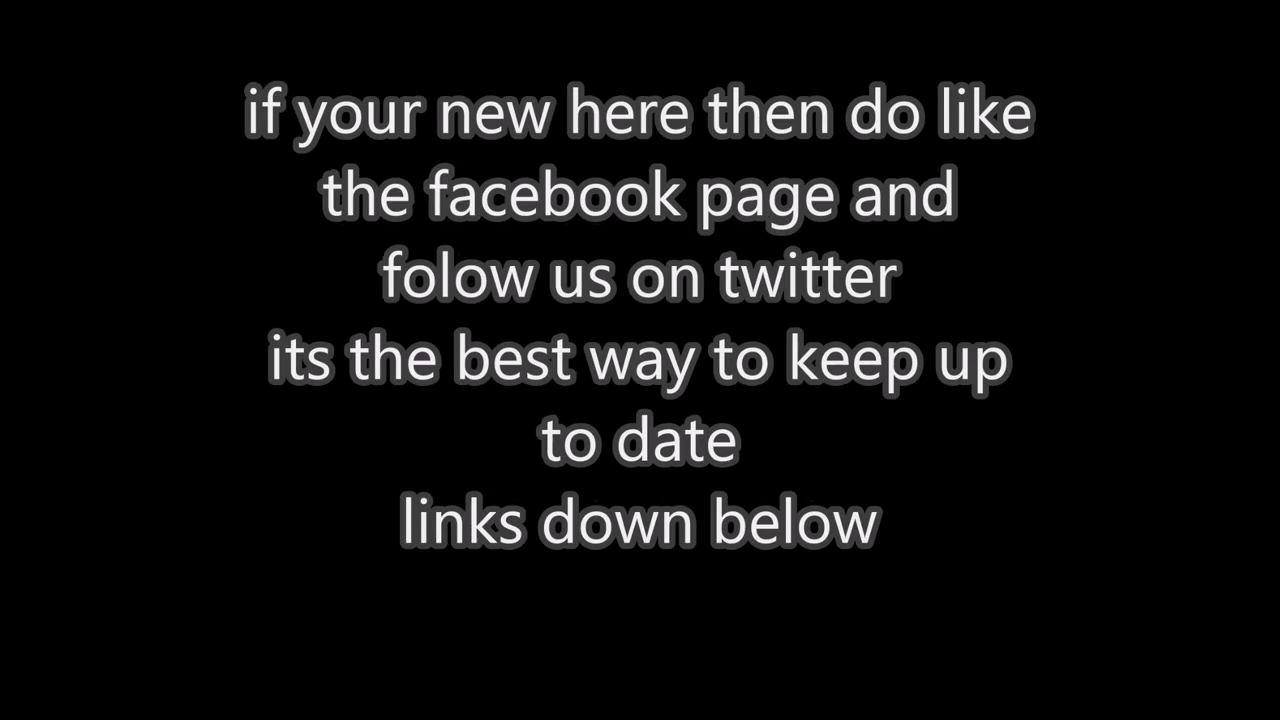 if your new here then do like
the facebook page and
folow us on twitter
its the best way to keep up
to date
links down below